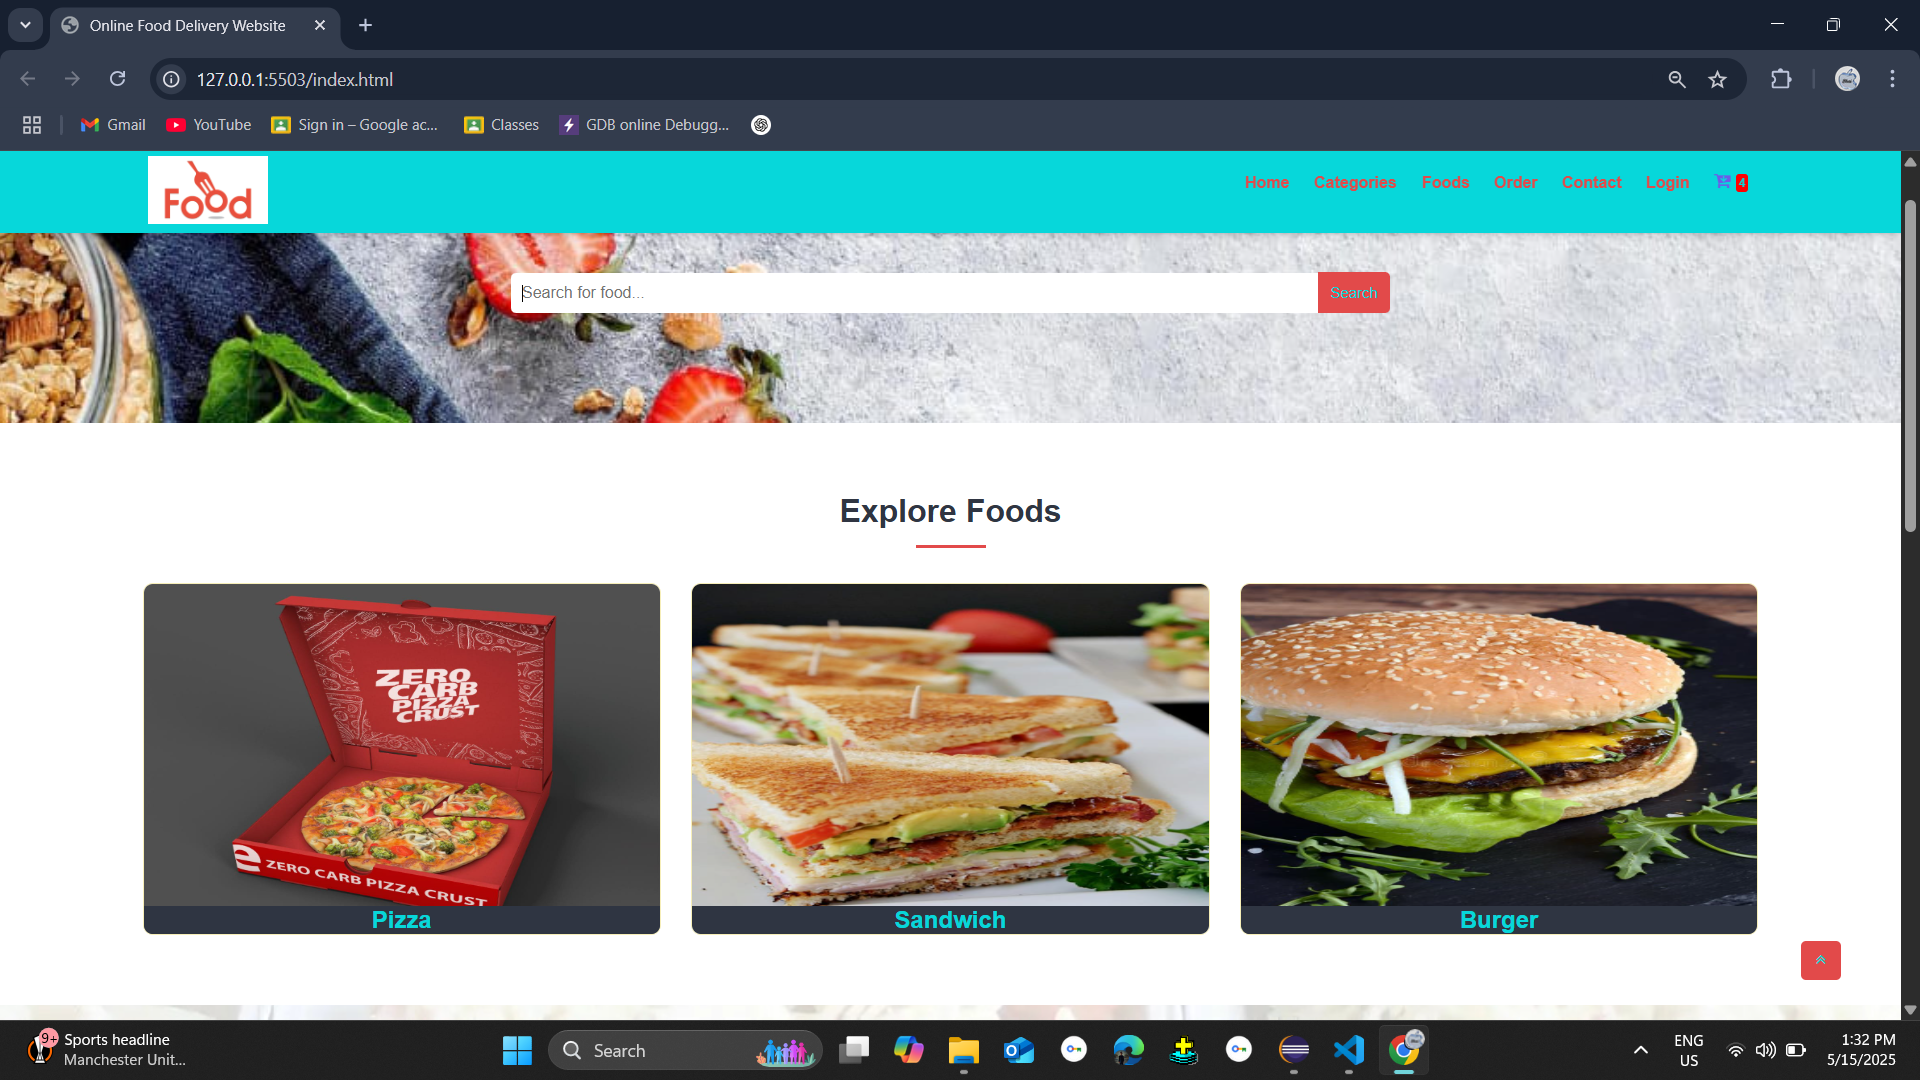 Online Food Delivery Website
127.0.0.1:5503/index.html
Gmail
YouTube
Sign in – Google ac...
Classes
GDB online Debugg...
Food
Home
Categories
Foods
Order
Contact
Login
4
Search for food...
Search
Explore Foods
ZERO
CARB
PIZZA
CRUST
ZERO CARB PIZZA CRUST
Pizza
Sandwich
Burger
9+
Sports headline
Manchester Unit...
Search
ENG
US
1:32 PM
5/15/2025